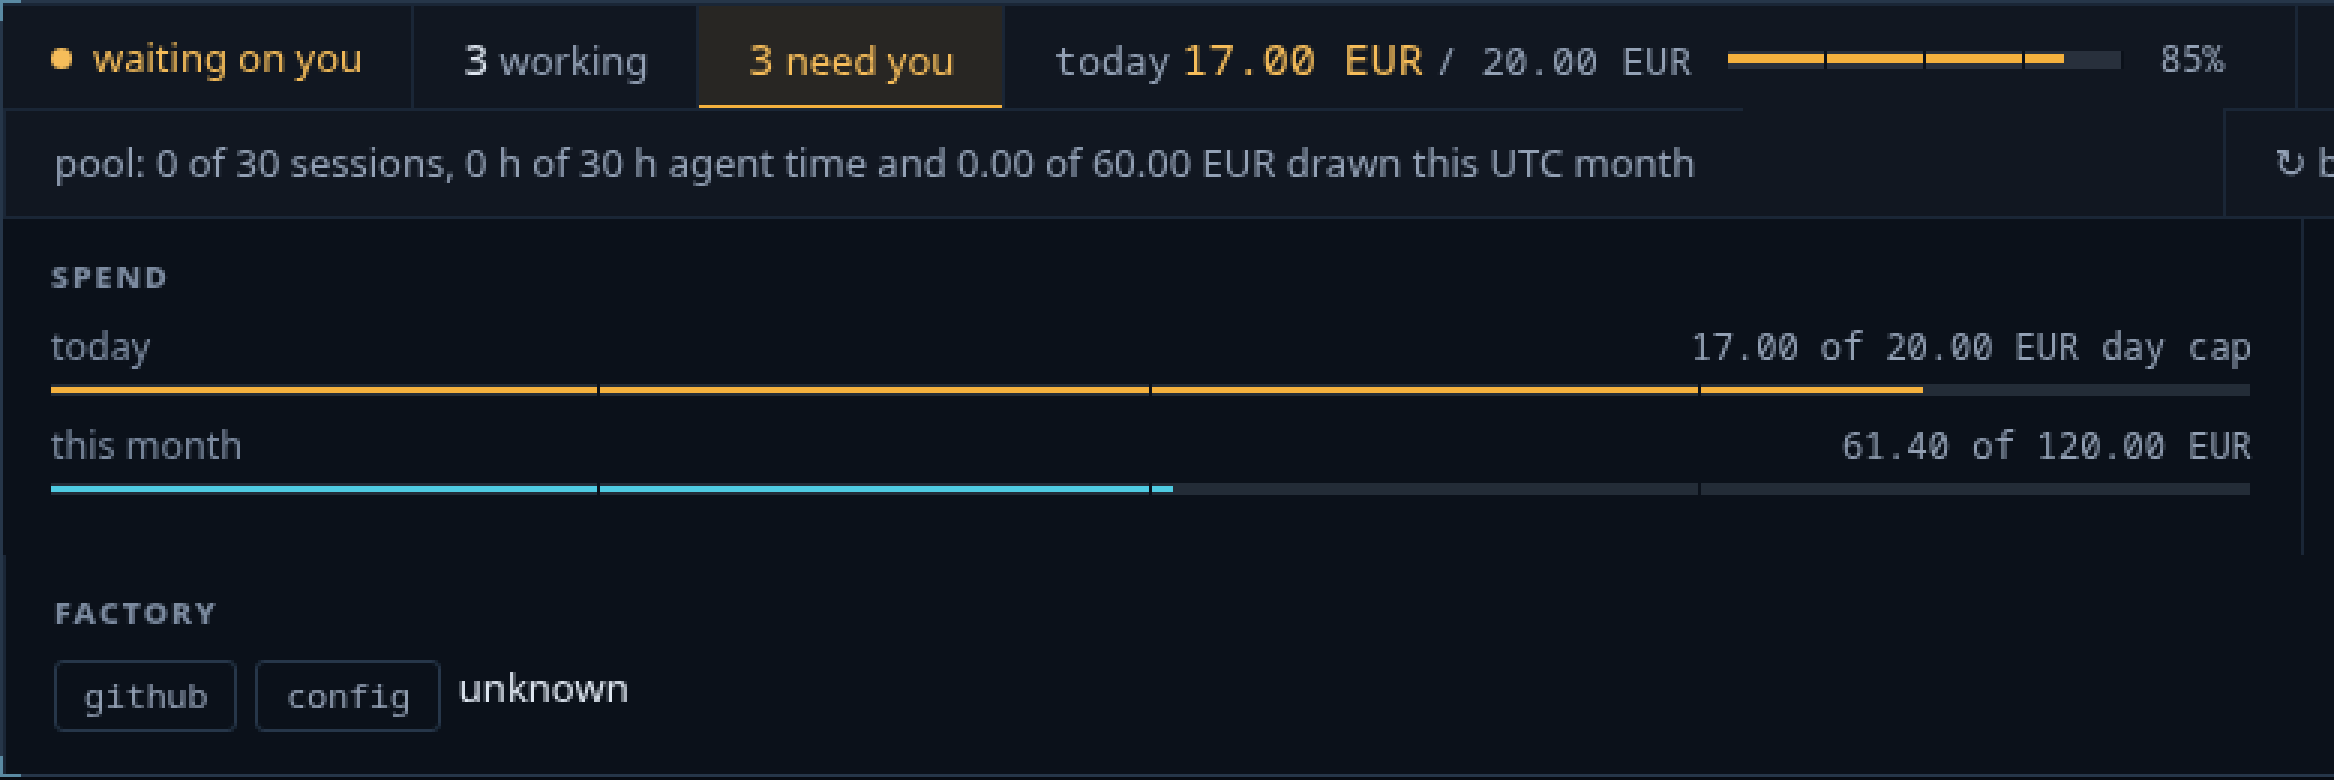 waiting on you 3 working 3 need you today 17.00 EUR / 20.00 EUR 85%
pool: 0 of 30 sessions, 0 h of 30 h agent time and 0.00 of 60.00 EUR drawn this UTC month ↻ b
SPEND
today 17.00 of 20.00 EUR day cap
this month 61.40 of 120.00 EUR
FACTORY
github config unknown